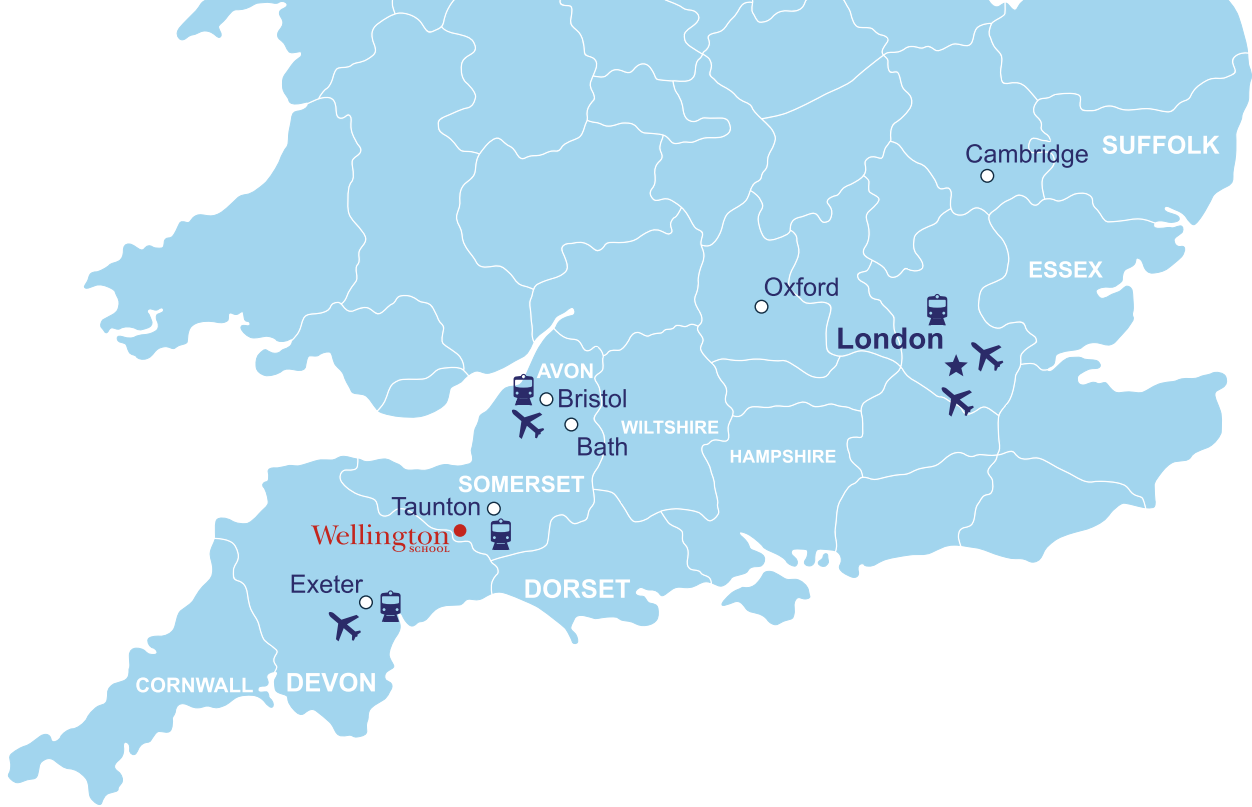 SUFFOLK
Cambridge
ESSEX
Oxford
London
AVON
Bristol
WILTSHIRE
Bath
HAMPSHIRE
SOMERSET
Taunton
Wellington
SCHOOL
Exeter
DORSET
CORNWALL
DEVON